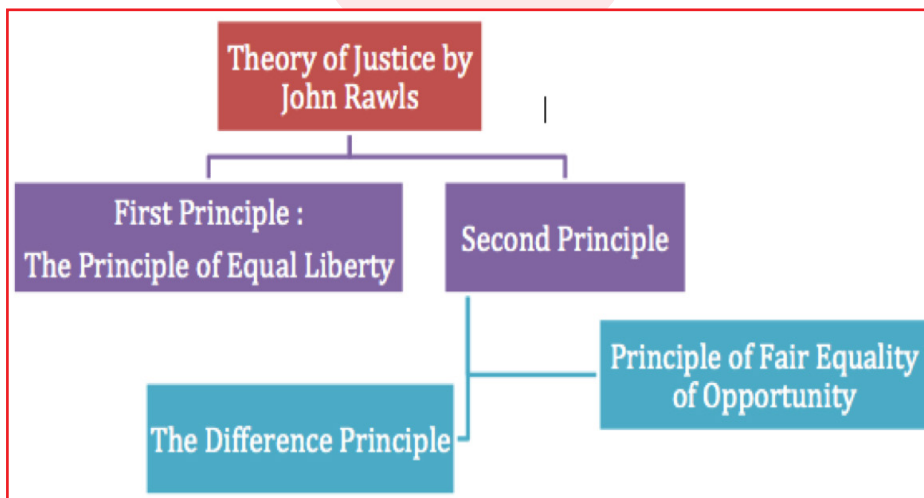 Theory of Justice by
John Rawls
First Principle :
The Principle of Equal Liberty
Second Principle
Principle of Fair Equality
of Opportunity
The Difference Principle